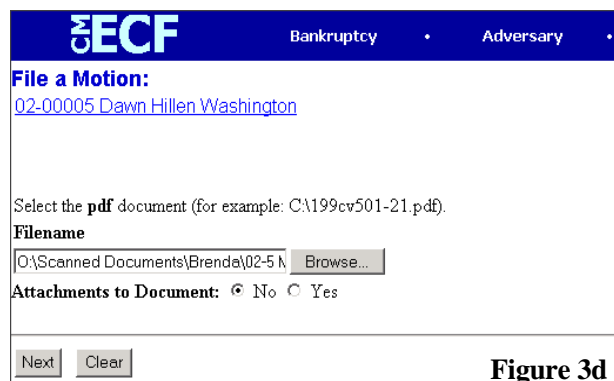 CM ECF Bankruptcy • Adversary •
File a Motion:
02-00005 Dawn Hillen Washington
Select the pdf document (for example: C:\199cv501-21.pdf).
Filename
O:\Scanned Documents\Brenda\02-5 M Browse...
Attachments to Document: No Yes
Next Clear
Figure 3d